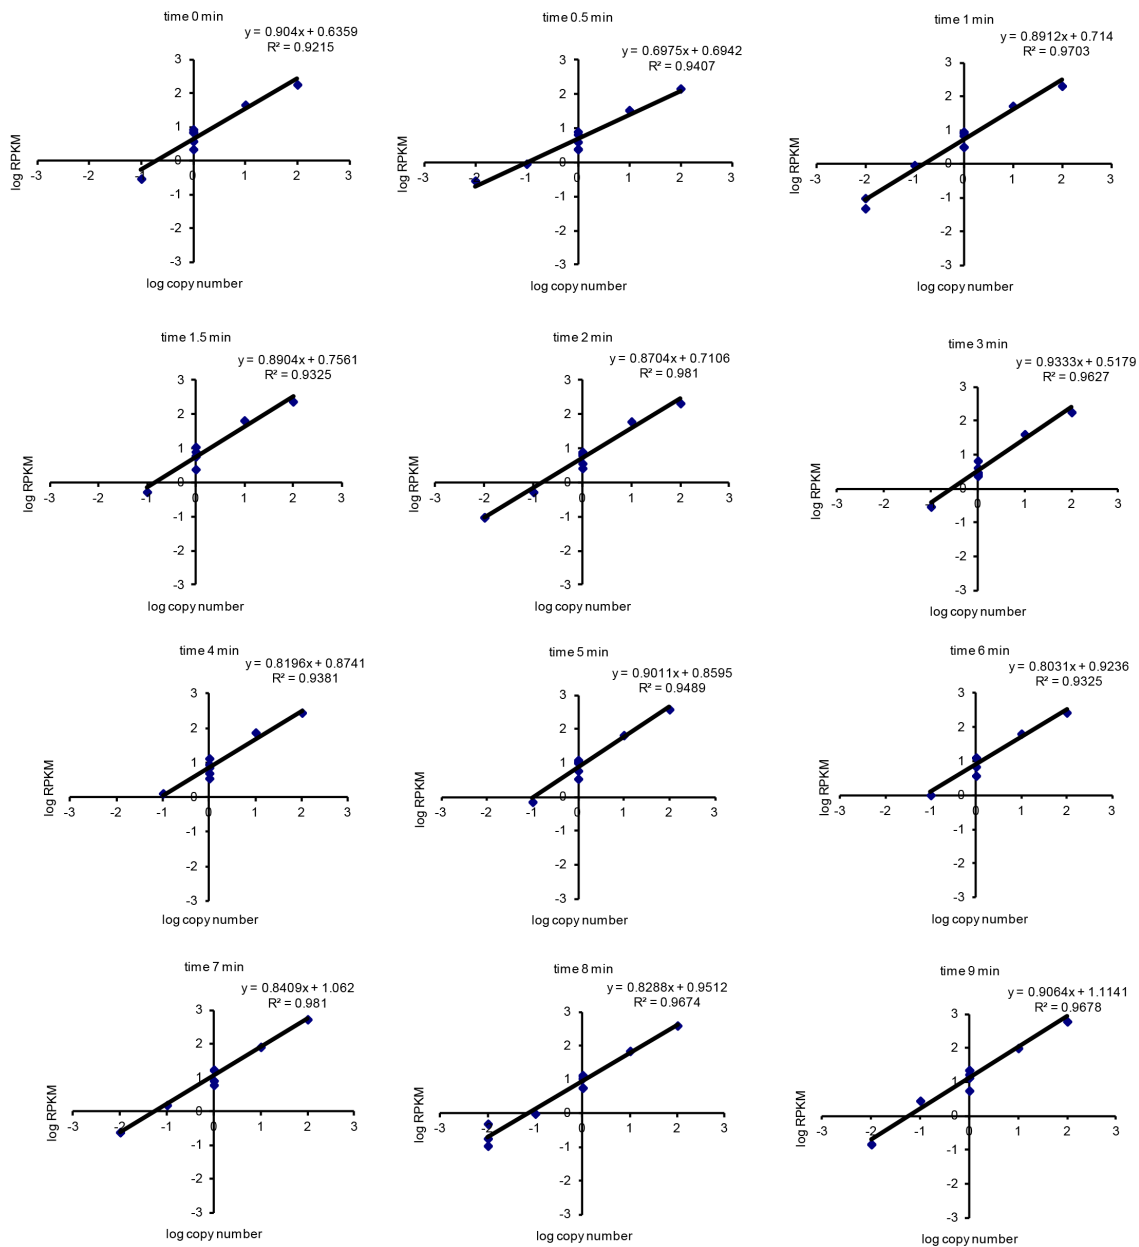 time 0 min
y = 0.904x + 0.6359
R² = 0.9215
3
2
1
0
-1
-2
-3
-3 -2 -1 0 1 2 3
log RPKM
log copy number
time 0.5 min
y = 0.6975x + 0.6942
R² = 0.9407
3
2
1
0
-1
-2
-3
-3 -2 -1 0 1 2 3
log RPKM
log copy number
time 1 min
y = 0.8912x + 0.714
R² = 0.9703
3
2
1
0
-1
-2
-3
-3 -2 -1 0 1 2 3
log RPKM
log copy number
time 1.5 min
y = 0.8904x + 0.7561
R² = 0.9325
3
2
1
0
-1
-2
-3
-3 -2 -1 0 1 2 3
log RPKM
log copy number
time 2 min
y = 0.8704x + 0.7106
R² = 0.981
3
2
1
0
-1
-2
-3
-3 -2 -1 0 1 2 3
log RPKM
log copy number
time 3 min
y = 0.9333x + 0.5179
R² = 0.9627
3
2
1
0
-1
-2
-3
-3 -2 -1 0 1 2 3
log RPKM
log copy number
time 4 min
y = 0.8196x + 0.8741
R² = 0.9381
3
2
1
0
-1
-2
-3
-3 -2 -1 0 1 2 3
log RPKM
log copy number
time 5 min
y = 0.9011x + 0.8595
R² = 0.9489
3
2
1
0
-1
-2
-3
-3 -2 -1 0 1 2 3
log RPKM
log copy number
time 6 min
y = 0.8031x + 0.9236
R² = 0.9325
3
2
1
0
-1
-2
-3
-3 -2 -1 0 1 2 3
log RPKM
log copy number
time 7 min
y = 0.8409x + 1.062
R² = 0.981
3
2
1
0
-1
-2
-3
-3 -2 -1 0 1 2 3
log RPKM
log copy number
time 8 min
y = 0.8288x + 0.9512
R² = 0.9674
3
2
1
0
-1
-2
-3
-3 -2 -1 0 1 2 3
log RPKM
log copy number
time 9 min
y = 0.9064x + 1.1141
R² = 0.9678
3
2
1
0
-1
-2
-3
-3 -2 -1 0 1 2 3
log RPKM
log copy number